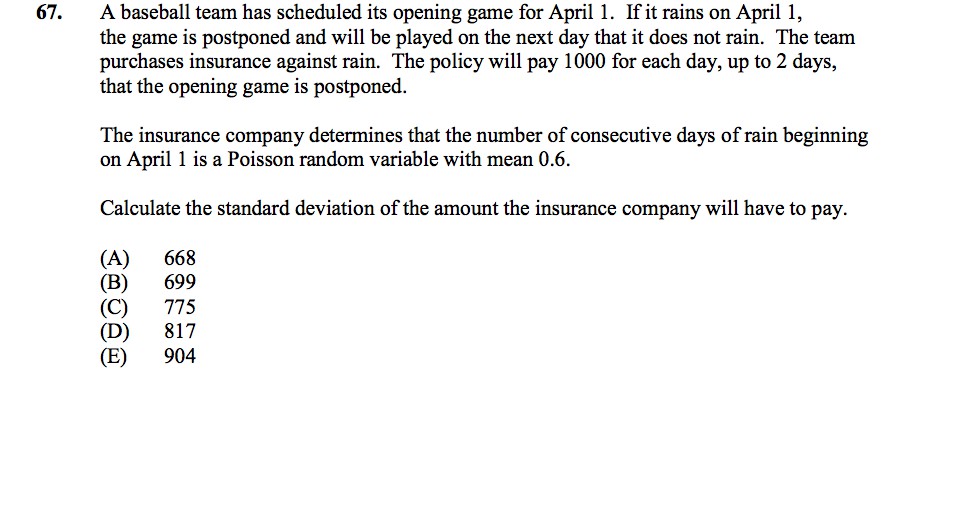 67. A baseball team has scheduled its opening game for April 1. If it rains on April 1,
the game is postponed and will be played on the next day that it does not rain. The team
purchases insurance against rain. The policy will pay 1000 for each day, up to 2 days,
that the opening game is postponed.
The insurance company determines that the number of consecutive days of rain beginning
on April 1 is a Poisson random variable with mean 0.6.
Calculate the standard deviation of the amount the insurance company will have to pay.
(A) 668
(B) 699
(C) 775
(D) 817
(E) 904